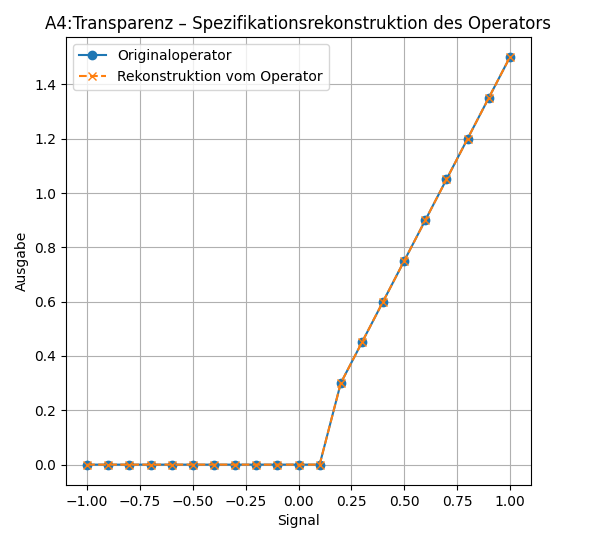 A4:Transparenz – Spezifikationsrekonstruktion des Operators
Originaloperator
Rekonstruktion vom Operator
1.4
1.2
1.0
0.8
0.6
0.4
0.2
0.0
Ausgabe
−1.00 −0.75 −0.50 −0.25 0.00 0.25 0.50 0.75 1.00
Signal